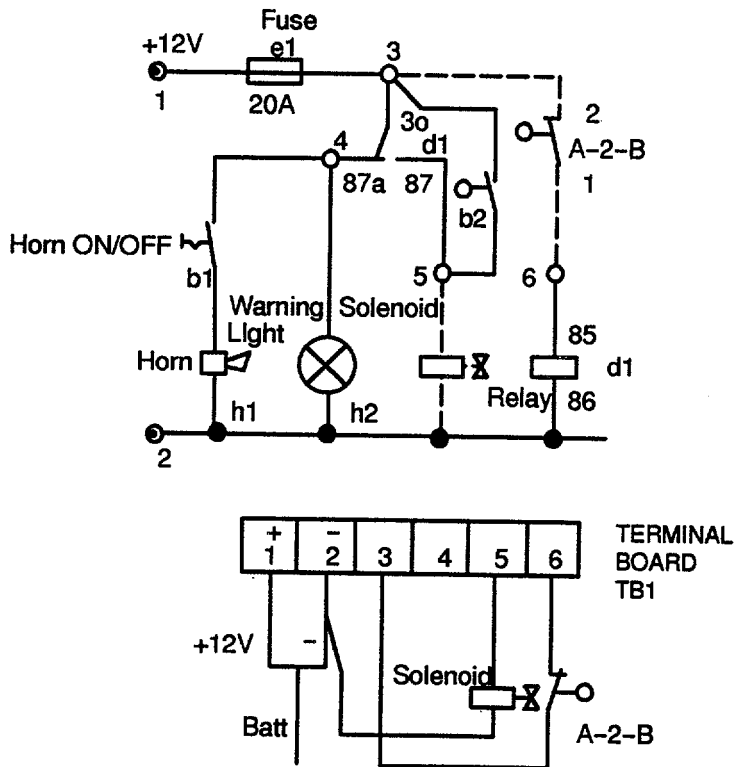 Fuse
+12V
e1
3
1
20A
3o
2
4
d1
A-2-B
87a
87
1
b2
Horn ON/OFF
b1
5
6
Warning
Solenoid
LIght
85
Horn
d1
Relay
86
h1
h2
2
+
-
1
2
3
4
5
6
TERMINAL
BOARD
TB1
+12V
-
Solenoid
Batt
A-2-B